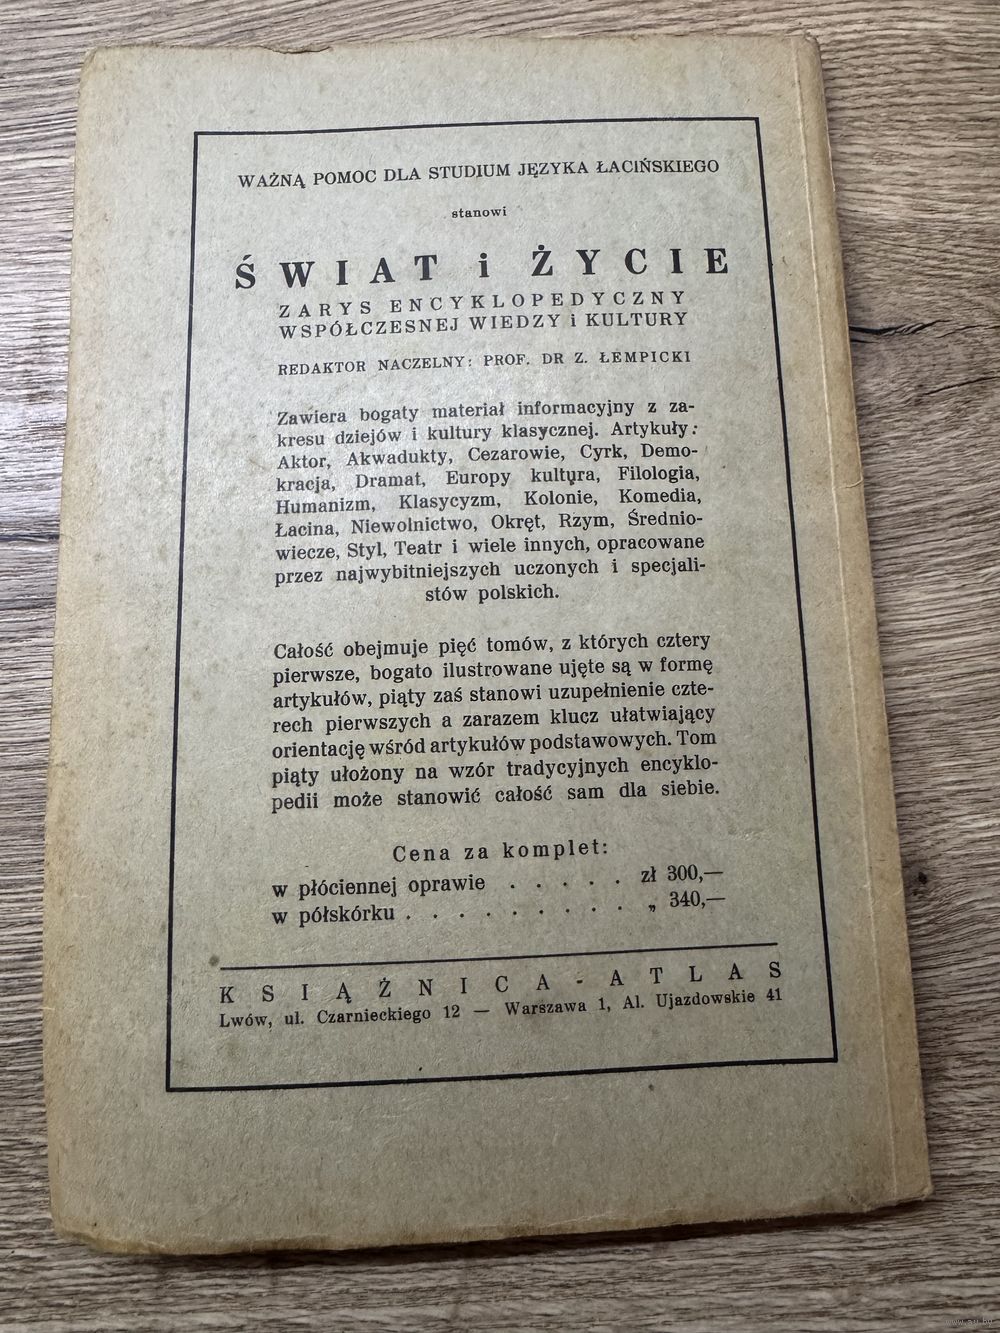 WAŻNĄ POMOC DLA STUDIUM JĘZYKA ŁACIŃSKIEGO
stanowi
ŚWIAT i ŻYCIE
ZARYS ENCYKLOPEDYCZNY
WSPÓŁCZESNEJ WIEDZY i KULTURY
REDAKTOR NACZELNY: PROF. DR Z. ŁEMPICKI
Zawiera bogaty materiał informacyjny z za-
kresu dziejów i kultury klasycznej. Artykuły:
Aktor, Akwadukty, Cezarowie, Cyrk, Demo-
kracja, Dramat, Europy kultura, Filologia,
Humanizm, Klasycyzm, Kolonie, Komedia,
Łacina, Niewolnictwo, Okręt, Rzym, Średnio-
wiecze, Styl, Teatr i wiele innych, opracowane
przez najwybitniejszych uczonych i specjali-
stów polskich.
Całość obejmuje pięć tomów, z których cztery
pierwsze, bogato ilustrowane ujęte są w formę
artykułów, piąty zaś stanowi uzupełnienie czte-
rech pierwszych a zarazem klucz ułatwiający
orientację wśród artykułów podstawowych. Tom
piąty ułożony na wzór tradycyjnych encyklo-
pedii może stanowić całość sam dla siebie.
Cena za komplet:
w płóciennej oprawie . . . . . zł 300,—
w półskórku . . . . . . . . . „ 340,—
KSIĄŻNICA-ATLAS
Lwów, ul. Czarnieckiego 12 — Warszawa 1, Al. Ujazdowskie 41